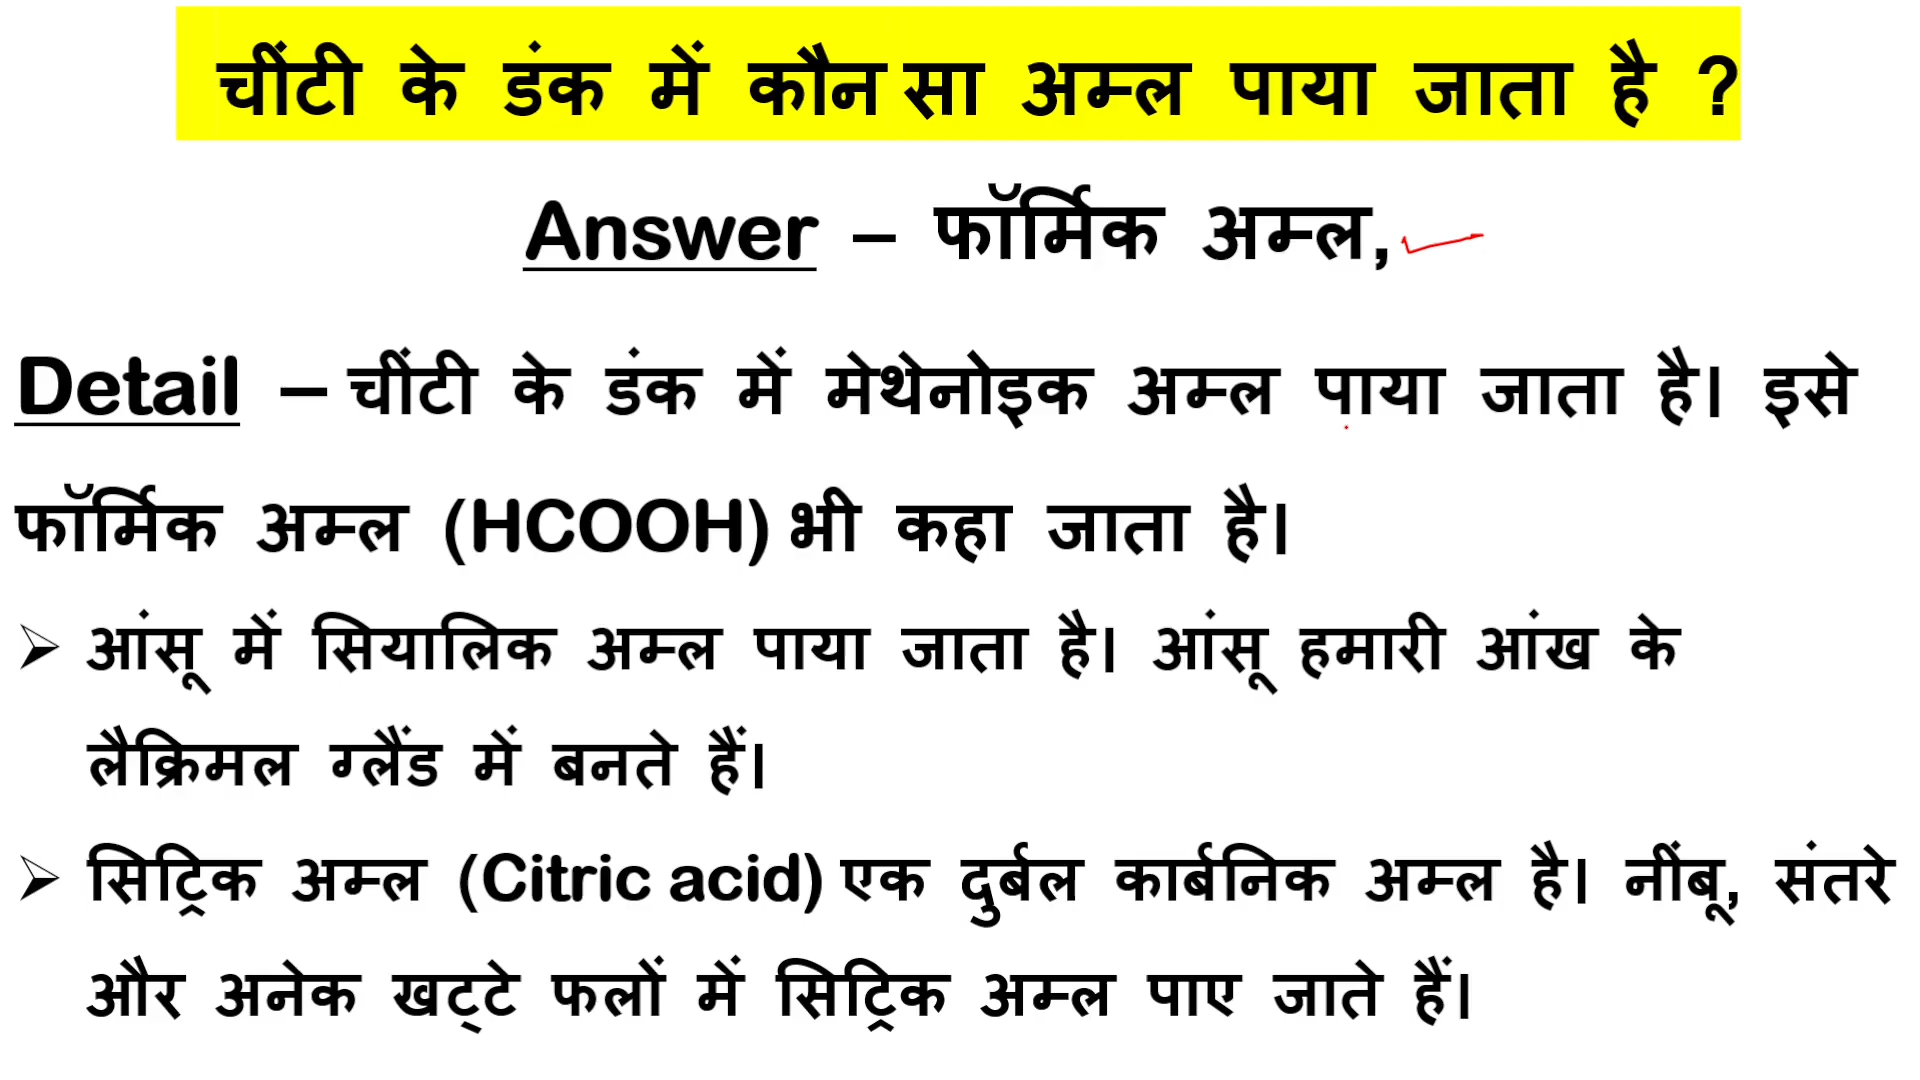 चींटी के डंक में कौन सा अम्ल पाया जाता है ?
Answer – फॉर्मिक अम्ल,
Detail – चींटी के डंक में मेथेनोइक अम्ल पाया जाता है। इसे
फॉर्मिक अम्ल (HCOOH) भी कहा जाता है।
➢ आंसू में सियालिक अम्ल पाया जाता है। आंसू हमारी आंख के
लैक्रिमल ग्लैंड में बनते हैं।
➢ सिट्रिक अम्ल (Citric acid) एक दुर्बल कार्बनिक अम्ल है। नींबू, संतरे
और अनेक खट्टे फलों में सिट्रिक अम्ल पाए जाते हैं।